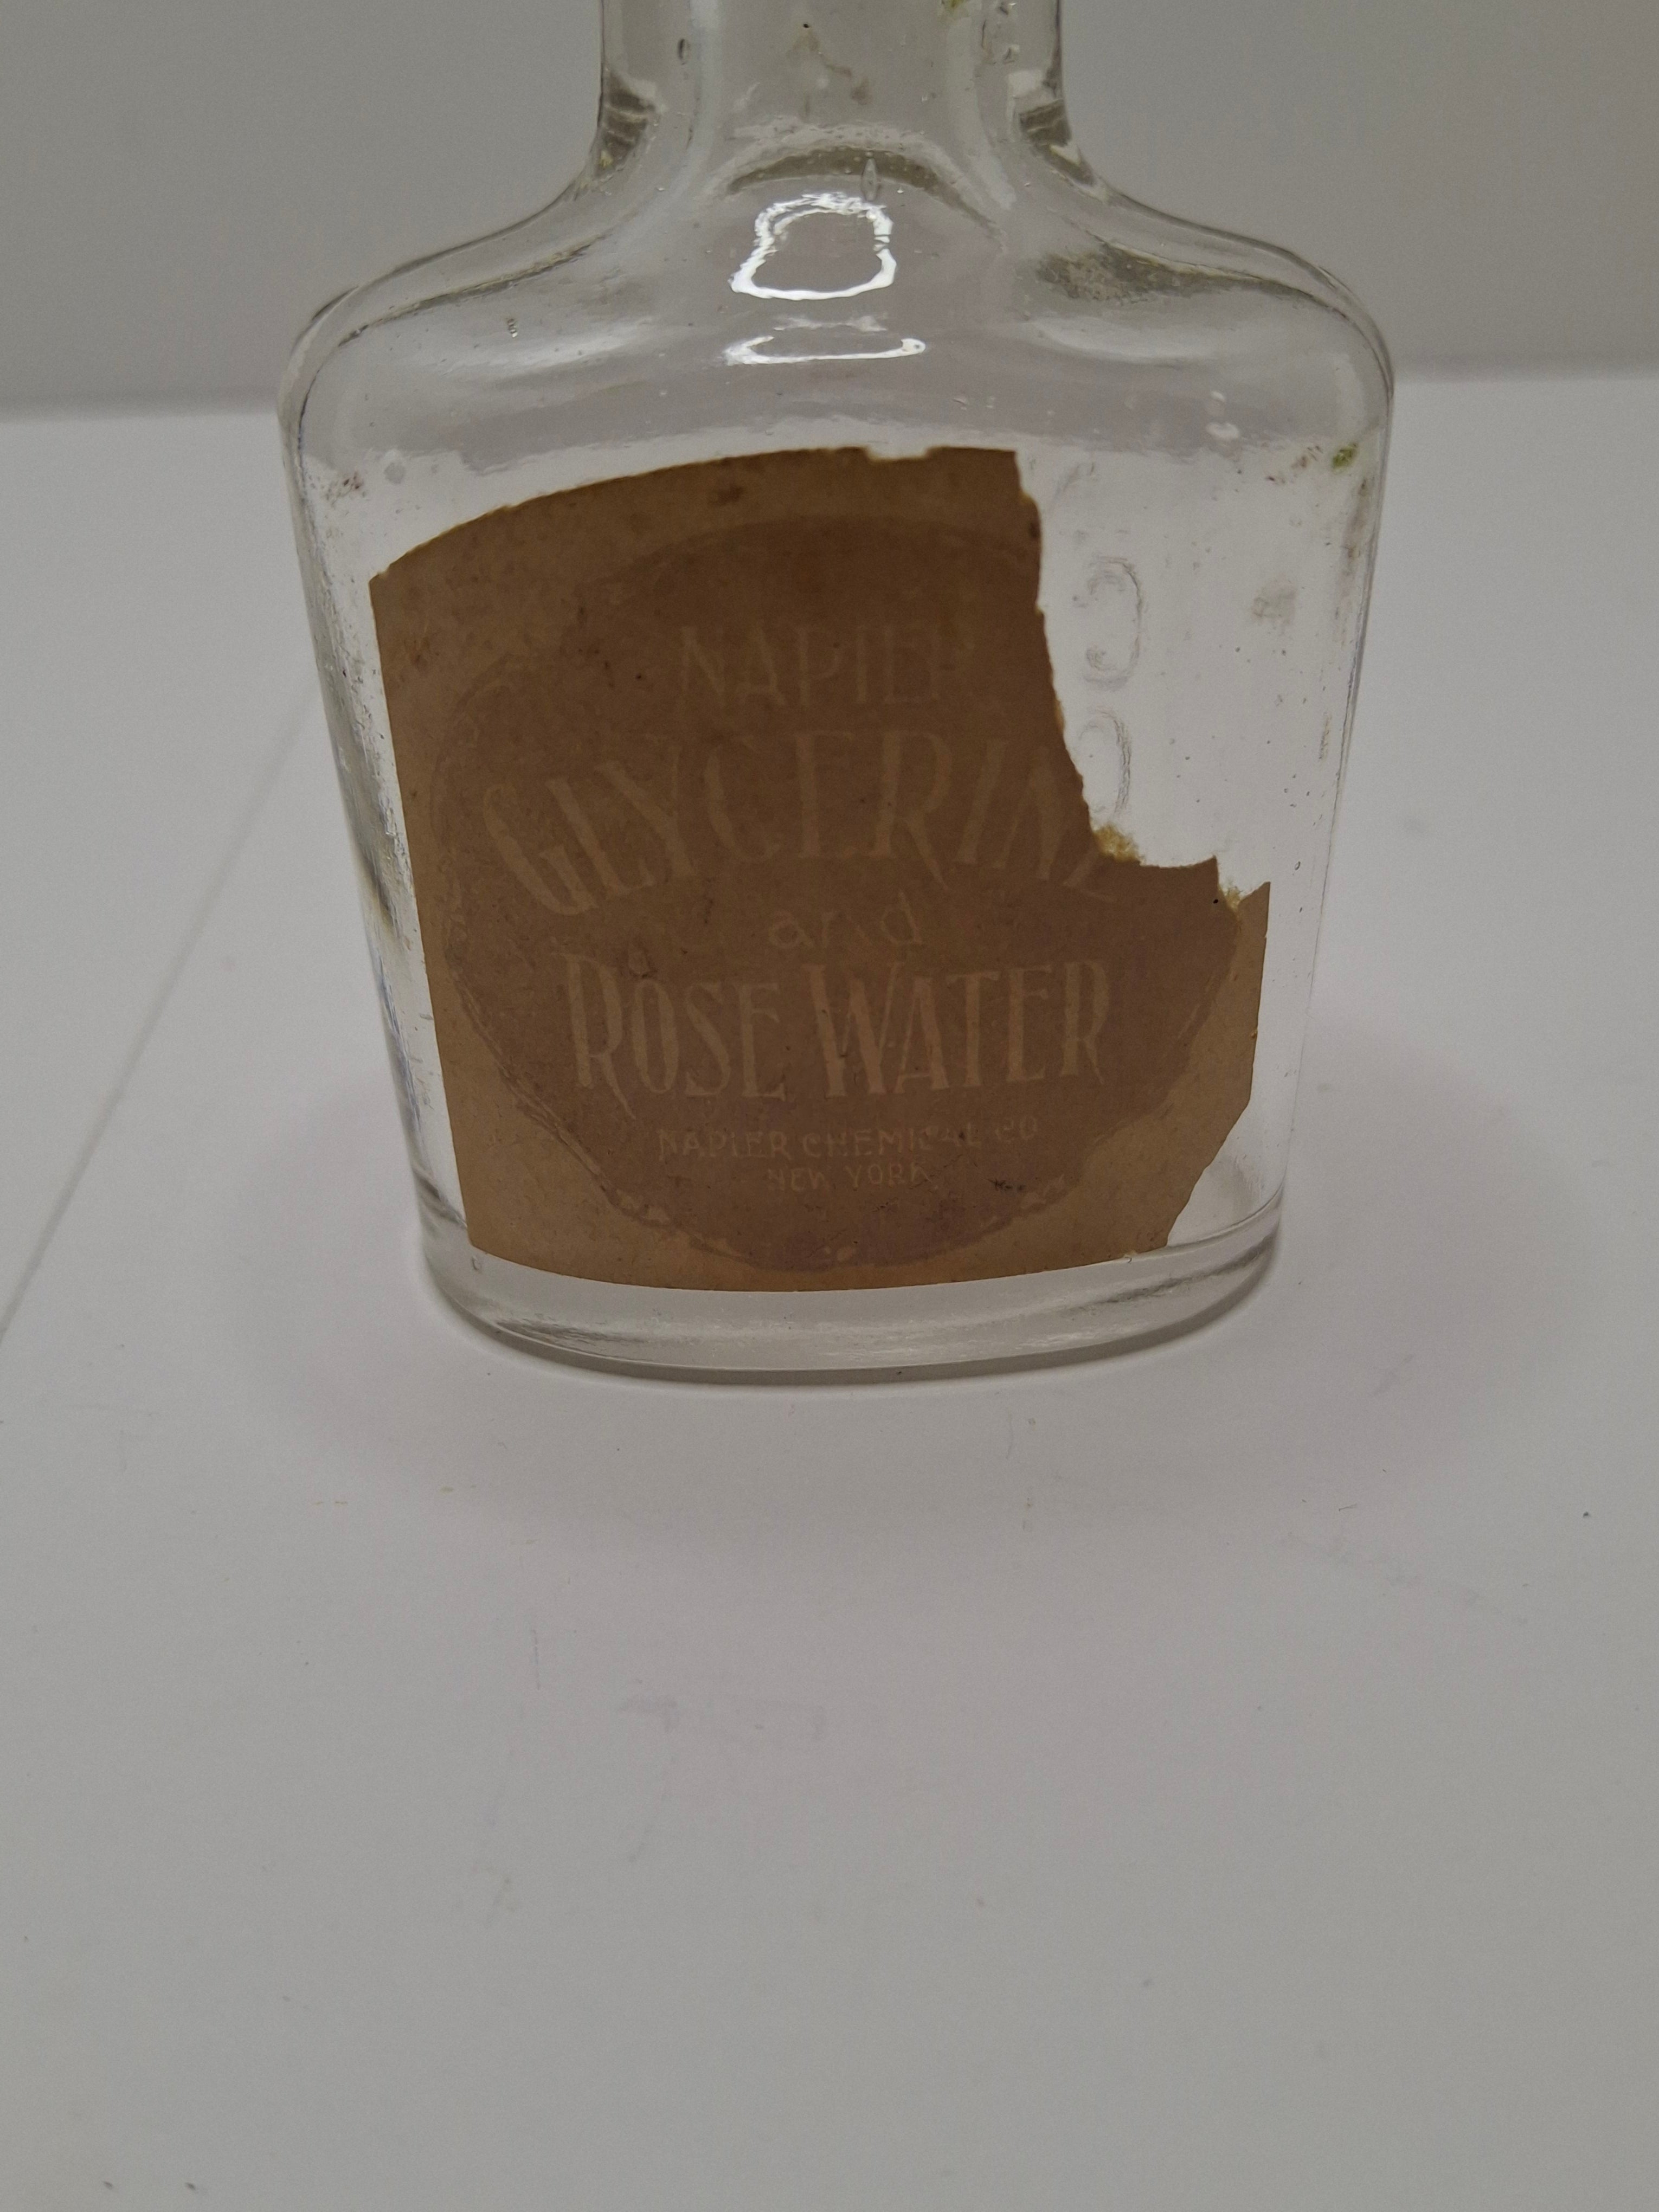 NAPIER
GLYCERINE
and
ROSE WATER
NAPIER CHEMICAL CO
NEW YORK